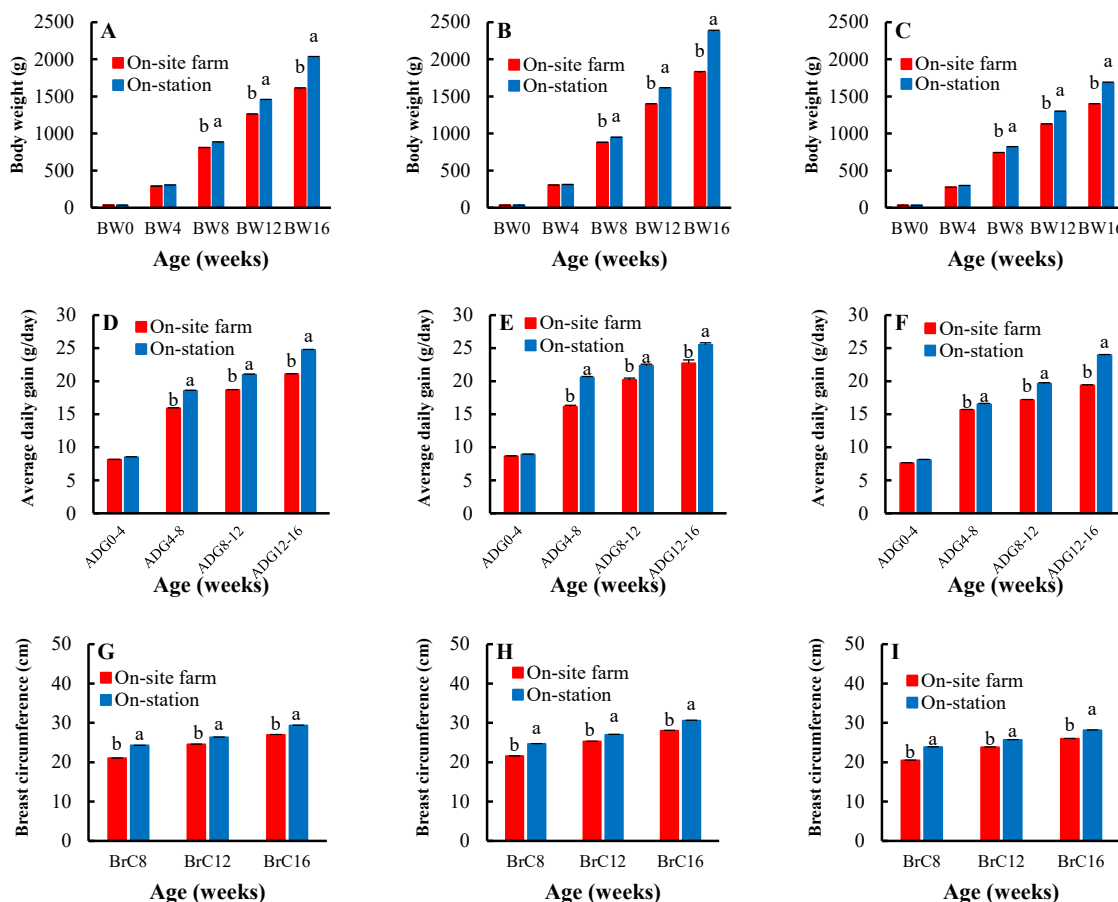 A
On-site farm
On-station
Body weight (g)
2500
2000
1500
1000
500
0
b a
b a
b a
BW0 BW4 BW8 BW12 BW16
Age (weeks)
B
On-site farm
On-station
Body weight (g)
2500
2000
1500
1000
500
0
b a
b a
b a
BW0 BW4 BW8 BW12 BW16
Age (weeks)
C
On-site farm
On-station
Body weight (g)
2500
2000
1500
1000
500
0
b a
b a
b a
BW0 BW4 BW8 BW12 BW16
Age (weeks)
D
On-site farm
On-station
Average daily gain (g/day)
30
25
20
15
10
5
0
b a
b a
b a
ADG0-4 ADG4-8 ADG8-12 ADG12-16
Age (weeks)
E
On-site farm
On-station
Average daily gain (g/day)
30
25
20
15
10
5
0
b a
b a
b a
ADG0-4 ADG4-8 ADG8-12 ADG12-16
Age (weeks)
F
On-site farm
On-station
Average daily gain (g/day)
30
25
20
15
10
5
0
b a
b a
b a
ADG0-4 ADG4-8 ADG8-12 ADG12-16
Age (weeks)
G
On-site farm
On-station
Breast circumference (cm)
50
40
30
20
10
0
b a
b a
b a
BrC8 BrC12 BrC16
Age (weeks)
H
On-site farm
On-station
Breast circumference (cm)
50
40
30
20
10
0
b a
b a
b a
BrC8 BrC12 BrC16
Age (weeks)
I
On-site farm
On-station
Breast circumference (cm)
50
40
30
20
10
0
b a
b a
b a
BrC8 BrC12 BrC16
Age (weeks)